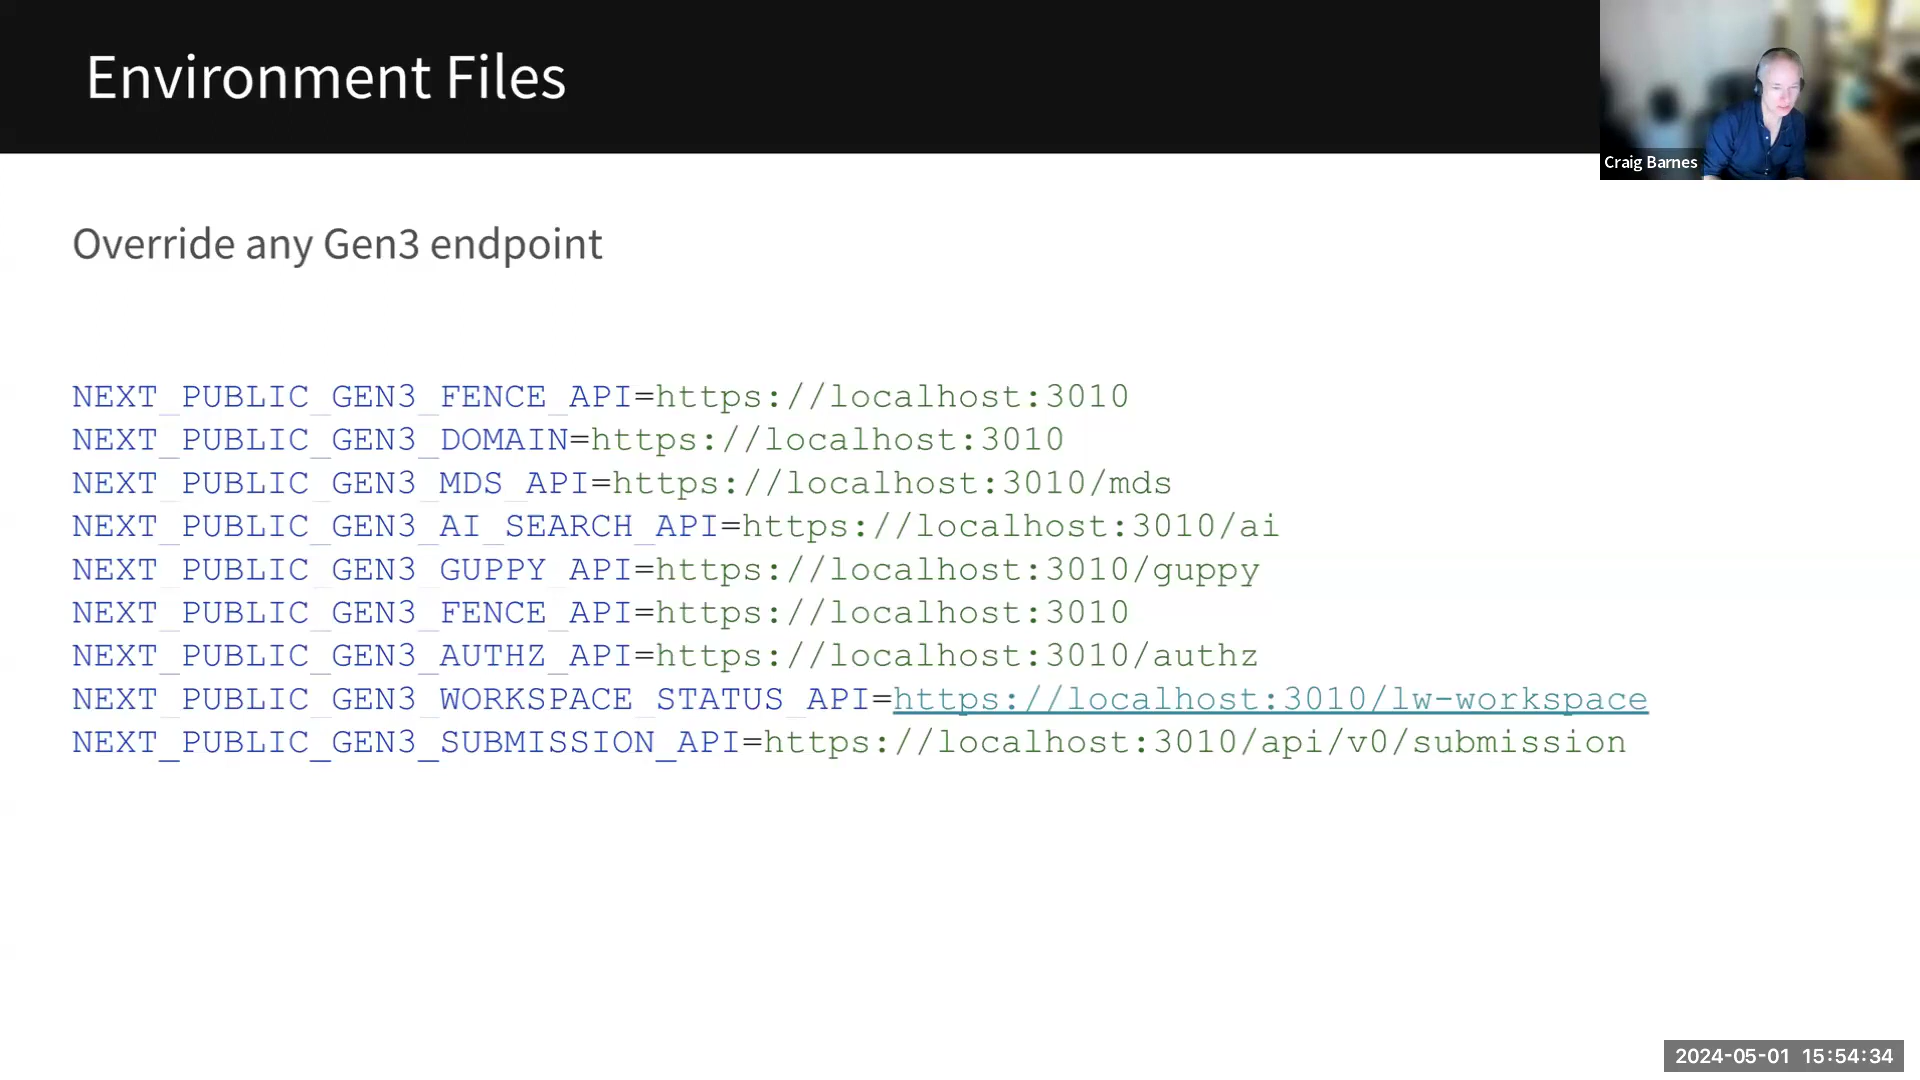 Environment Files
Craig Barnes
Override any Gen3 endpoint
NEXT_PUBLIC_GEN3_FENCE_API=https://localhost:3010
NEXT_PUBLIC_GEN3_DOMAIN=https://localhost:3010
NEXT_PUBLIC_GEN3_MDS_API=https://localhost:3010/mds
NEXT_PUBLIC_GEN3_AI_SEARCH_API=https://localhost:3010/ai
NEXT_PUBLIC_GEN3_GUPPY_API=https://localhost:3010/guppy
NEXT_PUBLIC_GEN3_FENCE_API=https://localhost:3010
NEXT_PUBLIC_GEN3_AUTHZ_API=https://localhost:3010/authz
NEXT_PUBLIC_GEN3_WORKSPACE_STATUS_API=https://localhost:3010/lw-workspace
NEXT_PUBLIC_GEN3_SUBMISSION_API=https://localhost:3010/api/v0/submission
2024-05-01 15:54:34